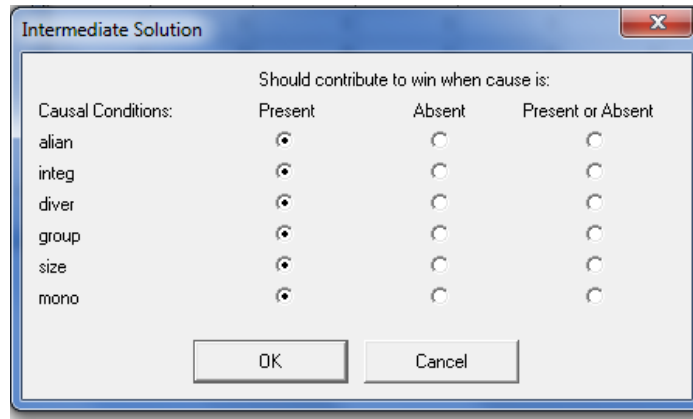 Intermediate Solution
Should contribute to win when cause is:
Causal Conditions: Present Absent Present or Absent
alian
integ
diver
group
size
mono
OK Cancel